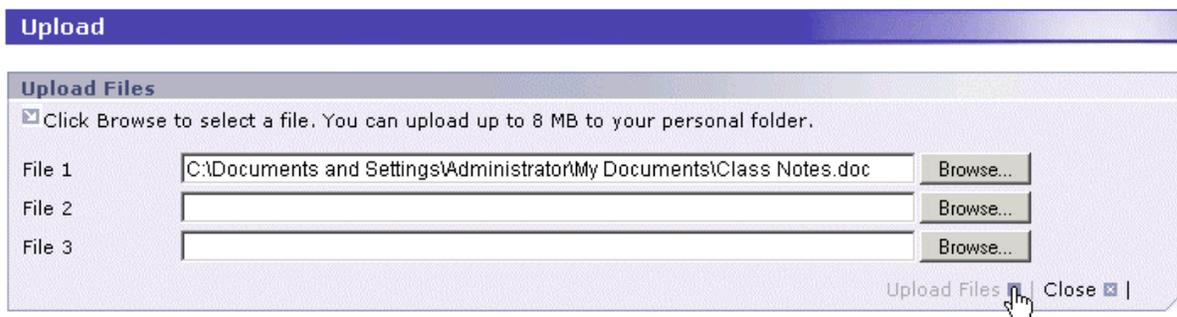 Upload
Upload Files
Click Browse to select a file. You can upload up to 8 MB to your personal folder.
File 1 C:\Documents and Settings\Administrator\My Documents\Class Notes.doc Browse...
File 2 Browse...
File 3 Browse...
Upload Files | Close |